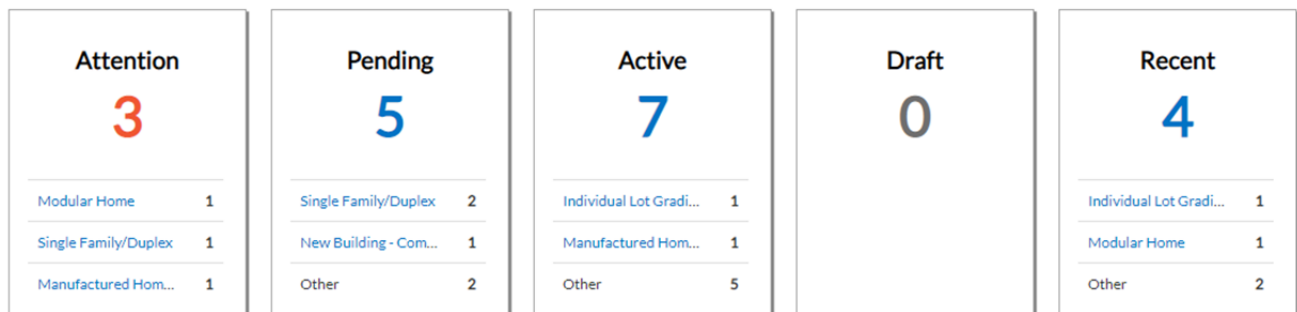 Attention
3
Modular Home 1
Single Family/Duplex 1
Manufactured Hom... 1
Pending
5
Single Family/Duplex 2
New Building - Com... 1
Other 2
Active
7
Individual Lot Gradi... 1
Manufactured Hom... 1
Other 5
Draft
0
Recent
4
Individual Lot Gradi... 1
Modular Home 1
Other 2